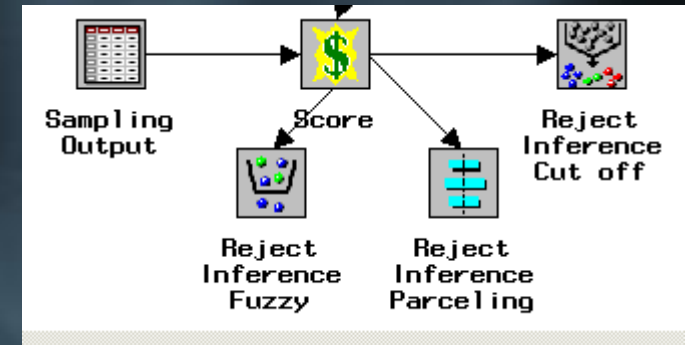 Sampling
Output
$
Score
Reject
Inference
Cut off
Reject
Inference
Fuzzy
Reject
Inference
Parceling